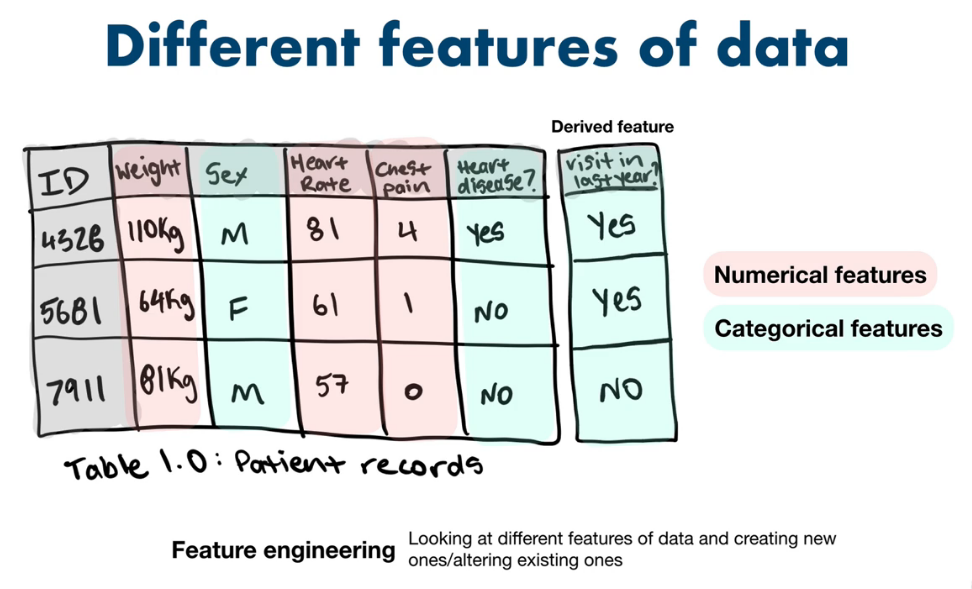 Different features of data
Derived feature
ID Weight Sex Heart Rate Chest pain Heart disease? Visit in last year?
4328 110Kg M 81 4 Yes Yes
5681 64Kg F 61 1 No Yes
7911 81Kg M 57 0 No No
Numerical features
Categorical features
Table 1.0: Patient records
Feature engineering
Looking at different features of data and creating new
ones/altering existing ones